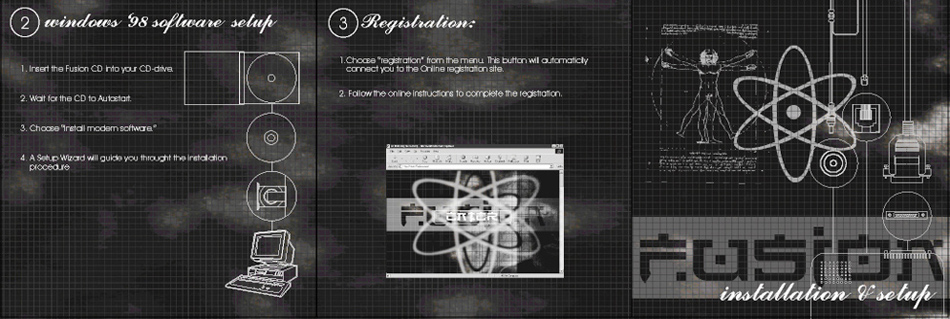 2 windows '98 software setup
1. Insert the Fusion CD into your CD-drive.
2. Wait for the CD to Autostart.
3. Choose "Install modem software."
4. A Setup Wizard will guide you throught the installation
procedure
3 Registration:
1.Choose "registration" from the menu. This button will automaticlly
connect you to the Online registration site.
2. Follow the online instructions to complete the registration.
Fusion
ENTER
Fusion
installation & setup